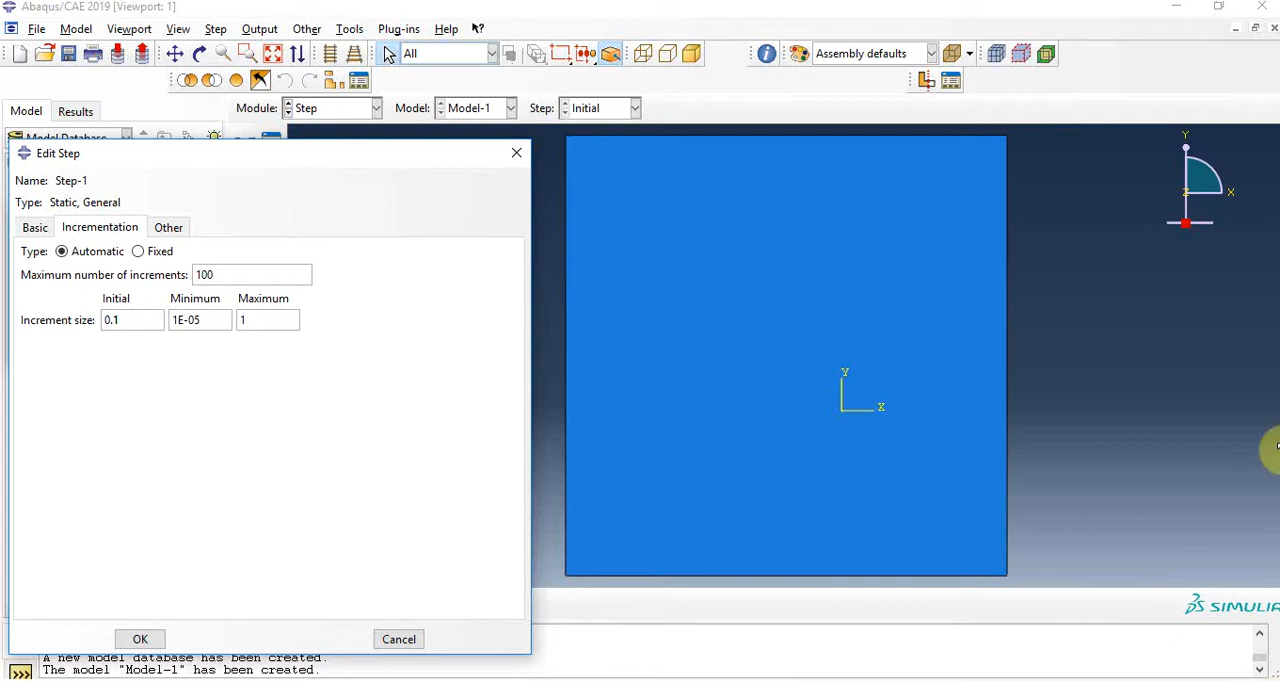 Abaqus/CAE 2019 [Viewport: 1]
File Model Viewport View Step Output Other Tools Plug-ins Help
All Assembly defaults
Model Results Module: Step Model: Model-1 Step: Initial
Model Database
Edit Step
Name: Step-1
Type: Static, General
Basic Incrementation Other
Type: Automatic Fixed
Maximum number of increments: 100
Initial Minimum Maximum
Increment size: 0.1 1E-05 1
OK Cancel
Y
X
Z
Y
X
SIMULIA
A new model database has been created.
The model "Model-1" has been created.
>>>